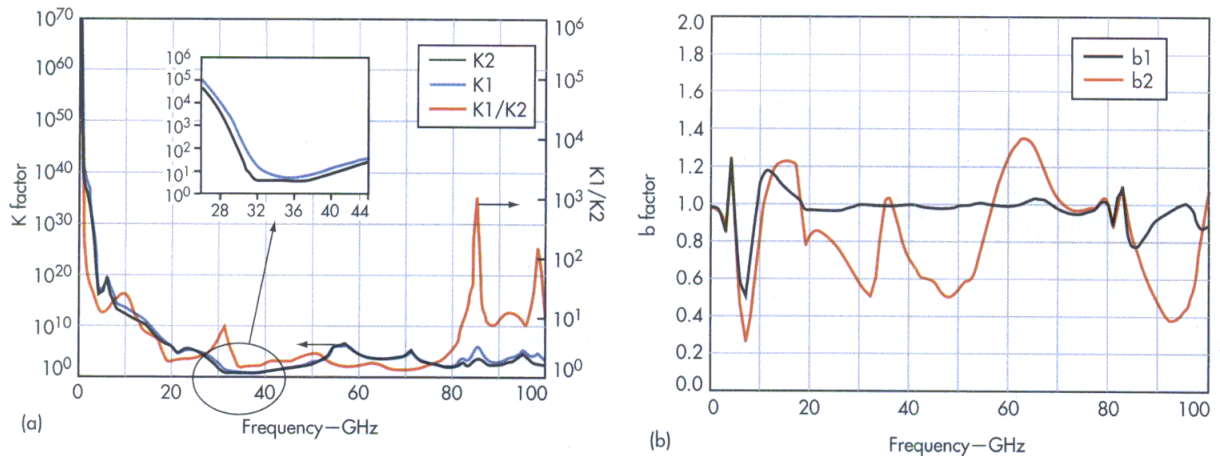 10^70
10^60
10^50
10^40
10^30
10^20
10^10
10^0
K factor
10^6
10^5
10^4
10^3
10^2
10^1
10^0
28 32 36 40 44
K2
K1
K1/K2
10^6
10^5
10^4
10^3
10^2
10^1
10^0
K1/K2
0 20 40 60 80 100
Frequency—GHz
(a)
2.0
1.8
1.6
1.4
1.2
1.0
0.8
0.6
0.4
0.2
0.0
b factor
b1
b2
0 20 40 60 80 100
Frequency—GHz
(b)